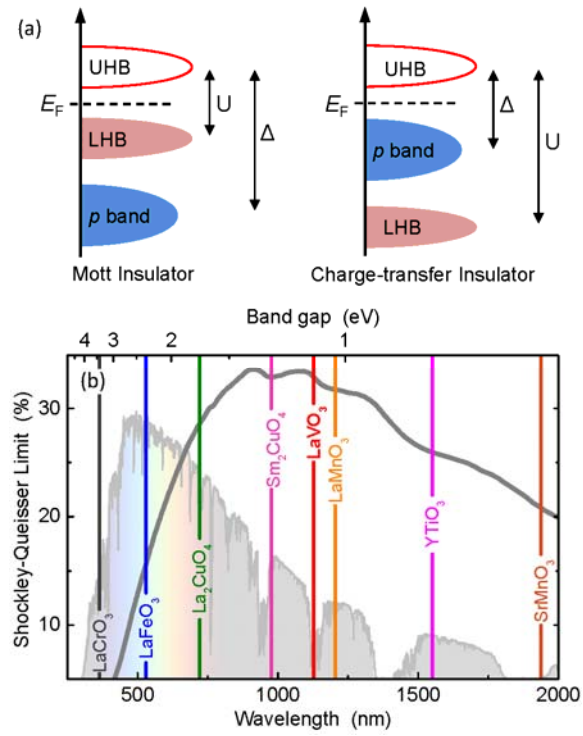 (a)
UHB
E_F
LHB
p band
U
Δ
Mott Insulator
UHB
p band
LHB
Δ
U
Charge-transfer Insulator
Band gap (eV)
4 3 2 1
(b)
Shockley-Queisser Limit (%)
30
20
10
LaCrO₃
LaFeO₃
La₂CuO₄
Sm₂CuO₄
LaVO₃
LaMnO₃
YTiO₃
SrMnO₃
500 1000 1500 2000
Wavelength (nm)